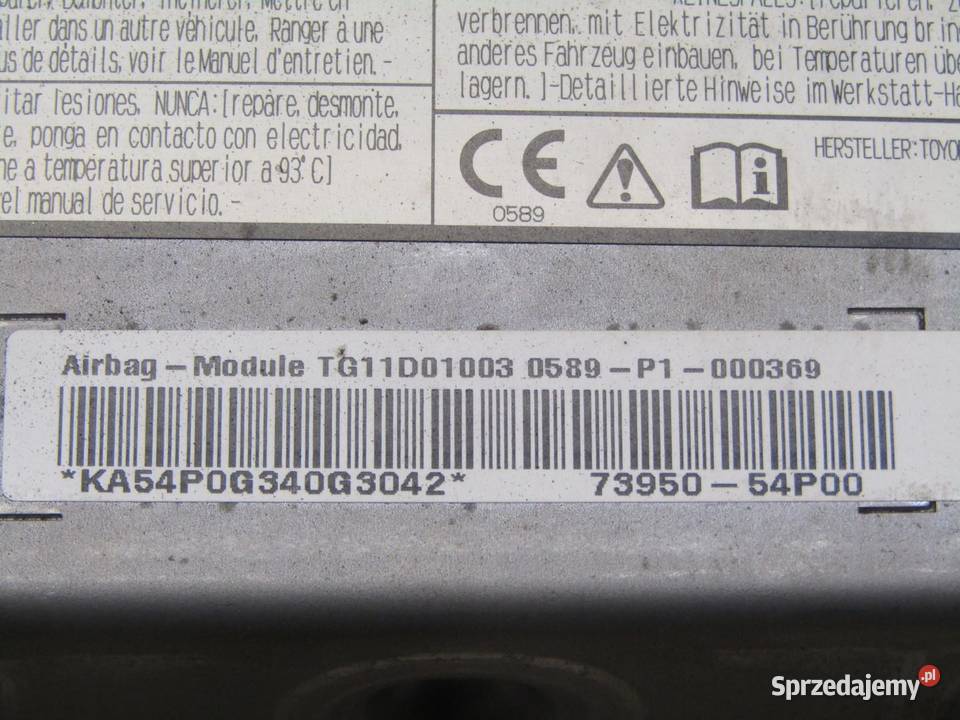 aller dans un autre véhicule, Ranger à une
us de détails, voir le Manuel d'entretien. -
itar lesiones, NUNCA:[repare, desmonte,
e, ponga en contacto con electricidad,
ne a temperatura superior a 93°C]
el manual de servicio. -
verbrennen, mit Elektrizität in Berührung brin
anderes Fahrzeug einbauen, bei Temperaturen übe
lagern. ]-Detaillierte Hinweise im Werkstatt-Ha
CE
0589
HERSTELLER:TOYO
Airbag-Module TG11D01003 0589-P1-000369
*KA54P0G340G3042* 73950-54P00
Sprzedajemy.pl